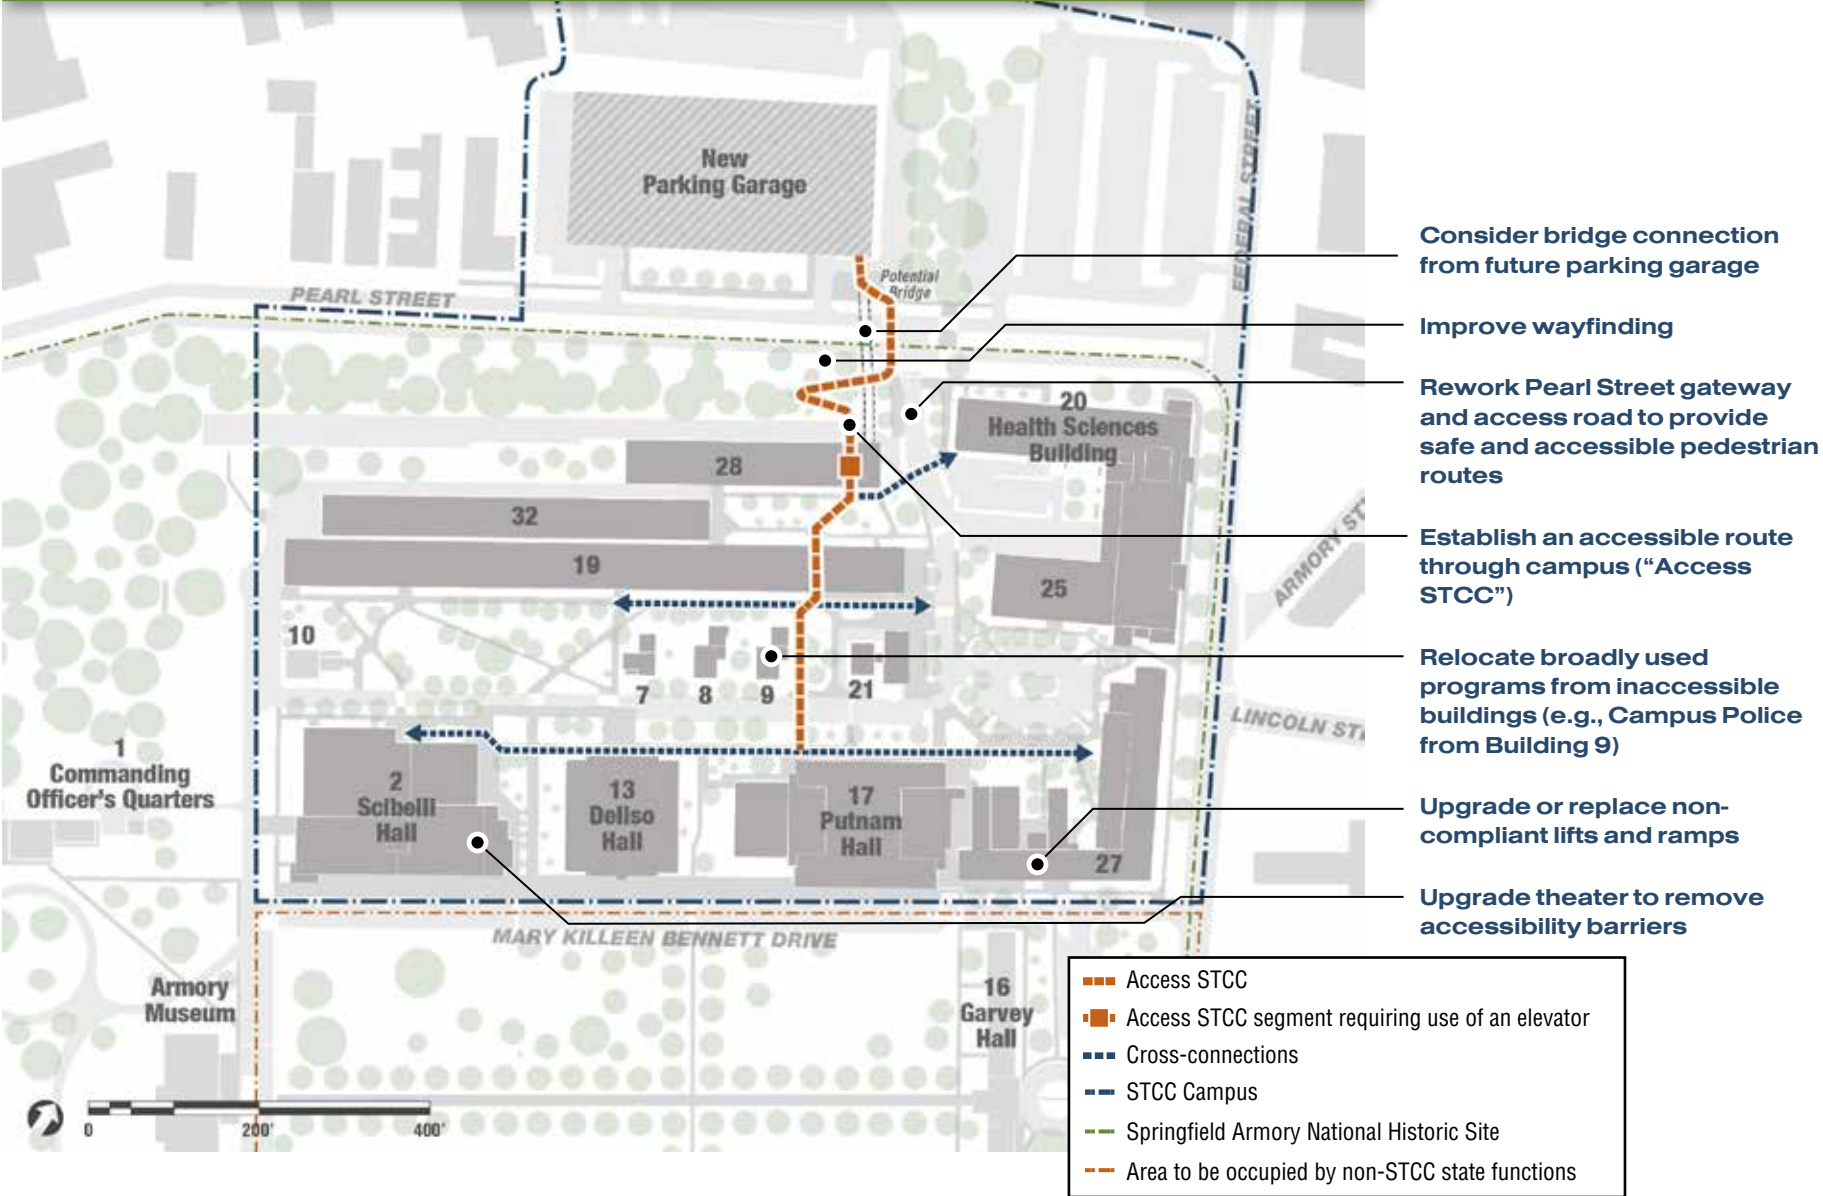 New
Parking Garage
FEDERAL STREET
Potential
Bridge
PEARL STREET
Consider bridge connection
from future parking garage
Improve wayfinding
Rework Pearl Street gateway
and access road to provide
safe and accessible pedestrian
routes
20
Health Sciences
Building
28
32
19
25
ARMORY ST
Establish an accessible route
through campus (“Access
STCC”)
10
7
8
9
21
Relocate broadly used
programs from inaccessible
buildings (e.g., Campus Police
from Building 9)
LINCOLN
1
Commanding
Officer's Quarters
2
Scibelli
Hall
13
Deliso
Hall
17
Putnam
Hall
27
Upgrade or replace non-
compliant lifts and ramps
Upgrade theater to remove
accessibility barriers
MARY KILLEEN BENNETT DRIVE
Armory
Museum
16
Garvey
Hall
Access STCC
Access STCC segment requiring use of an elevator
Cross-connections
STCC Campus
Springfield Armory National Historic Site
Area to be occupied by non-STCC state functions
0 200' 400'